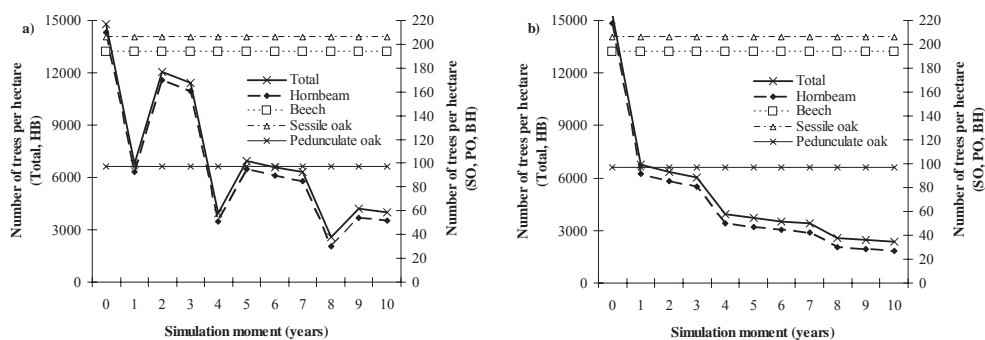 a)
Number of trees per hectare
(Total, HB)
15000
12000
9000
6000
3000
0
Total
Hornbeam
Beech
Sessile oak
Pedunculate oak
220
200
180
160
140
120
100
80
60
40
20
0
Number of trees per hectare
(SO, PO, BH)
0 1 2 3 4 5 6 7 8 9 10
Simulation moment (years)
b)
Number of trees per hectare
(Total, HB)
15000
12000
9000
6000
3000
0
Total
Hornbeam
Beech
Sessile oak
Pedunculate oak
220
200
180
160
140
120
100
80
60
40
20
0
Number of trees per hectare
(SO, PO, BH)
0 1 2 3 4 5 6 7 8 9 10
Simulation moment (years)